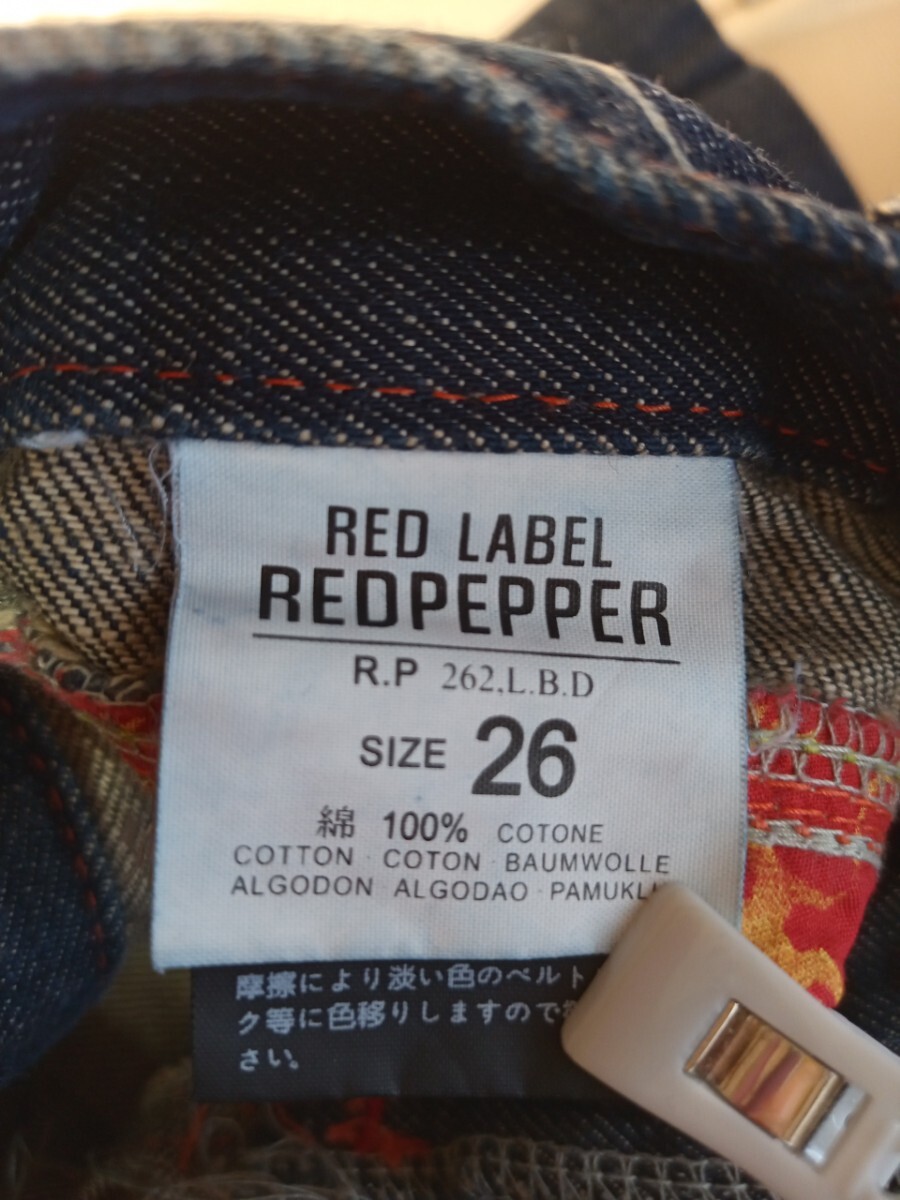 RED LABEL
REDPEPPER
R.P 262,L.B.D
SIZE 26
綿 100% COTONE
COTTON · COTON · BAUMWOLLE
ALGODON · ALGODAO · PAMUKLU
摩擦により淡い色のベルト
ク等に色移りしますので
さい。